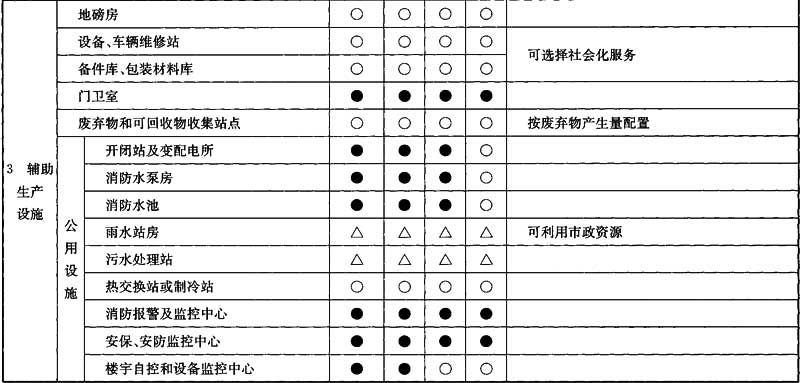 地磅房 ○ ○ ○ ○
设备、车辆维修站 ○ ○ ○ ○
可选择社会化服务
备件库、包装材料库 ○ ○ ○ ○
门卫室 ● ● ● ●
废弃物和可回收物收集站点 ○ ○ ○ ○ 按废弃物产生量配置
3 辅助
生产
设施
公用设施
开闭站及变配电所 ● ● ● ○
消防水泵房 ● ● ● ○
消防水池 ● ● ● ○
雨水站房 △ △ △ △ 可利用市政资源
污水处理站 △ △ △ △
热交换站或制冷站 ○ ○ ○ ○
消防报警及监控中心 ● ● ● ●
安保、安防监控中心 ● ● ● ●
楼宇自控和设备监控中心 ● ● ○ ○